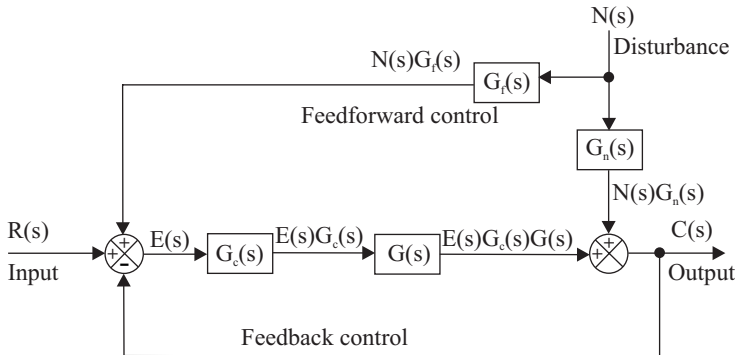 N(s)
Disturbance
N(s)G_f(s)
G_f(s)
Feedforward control
G_n(s)
N(s)G_n(s)
R(s)
Input
+
+
-
E(s)
G_c(s)
E(s)G_c(s)
G(s)
E(s)G_c(s)G(s)
+
+
C(s)
Output
Feedback control